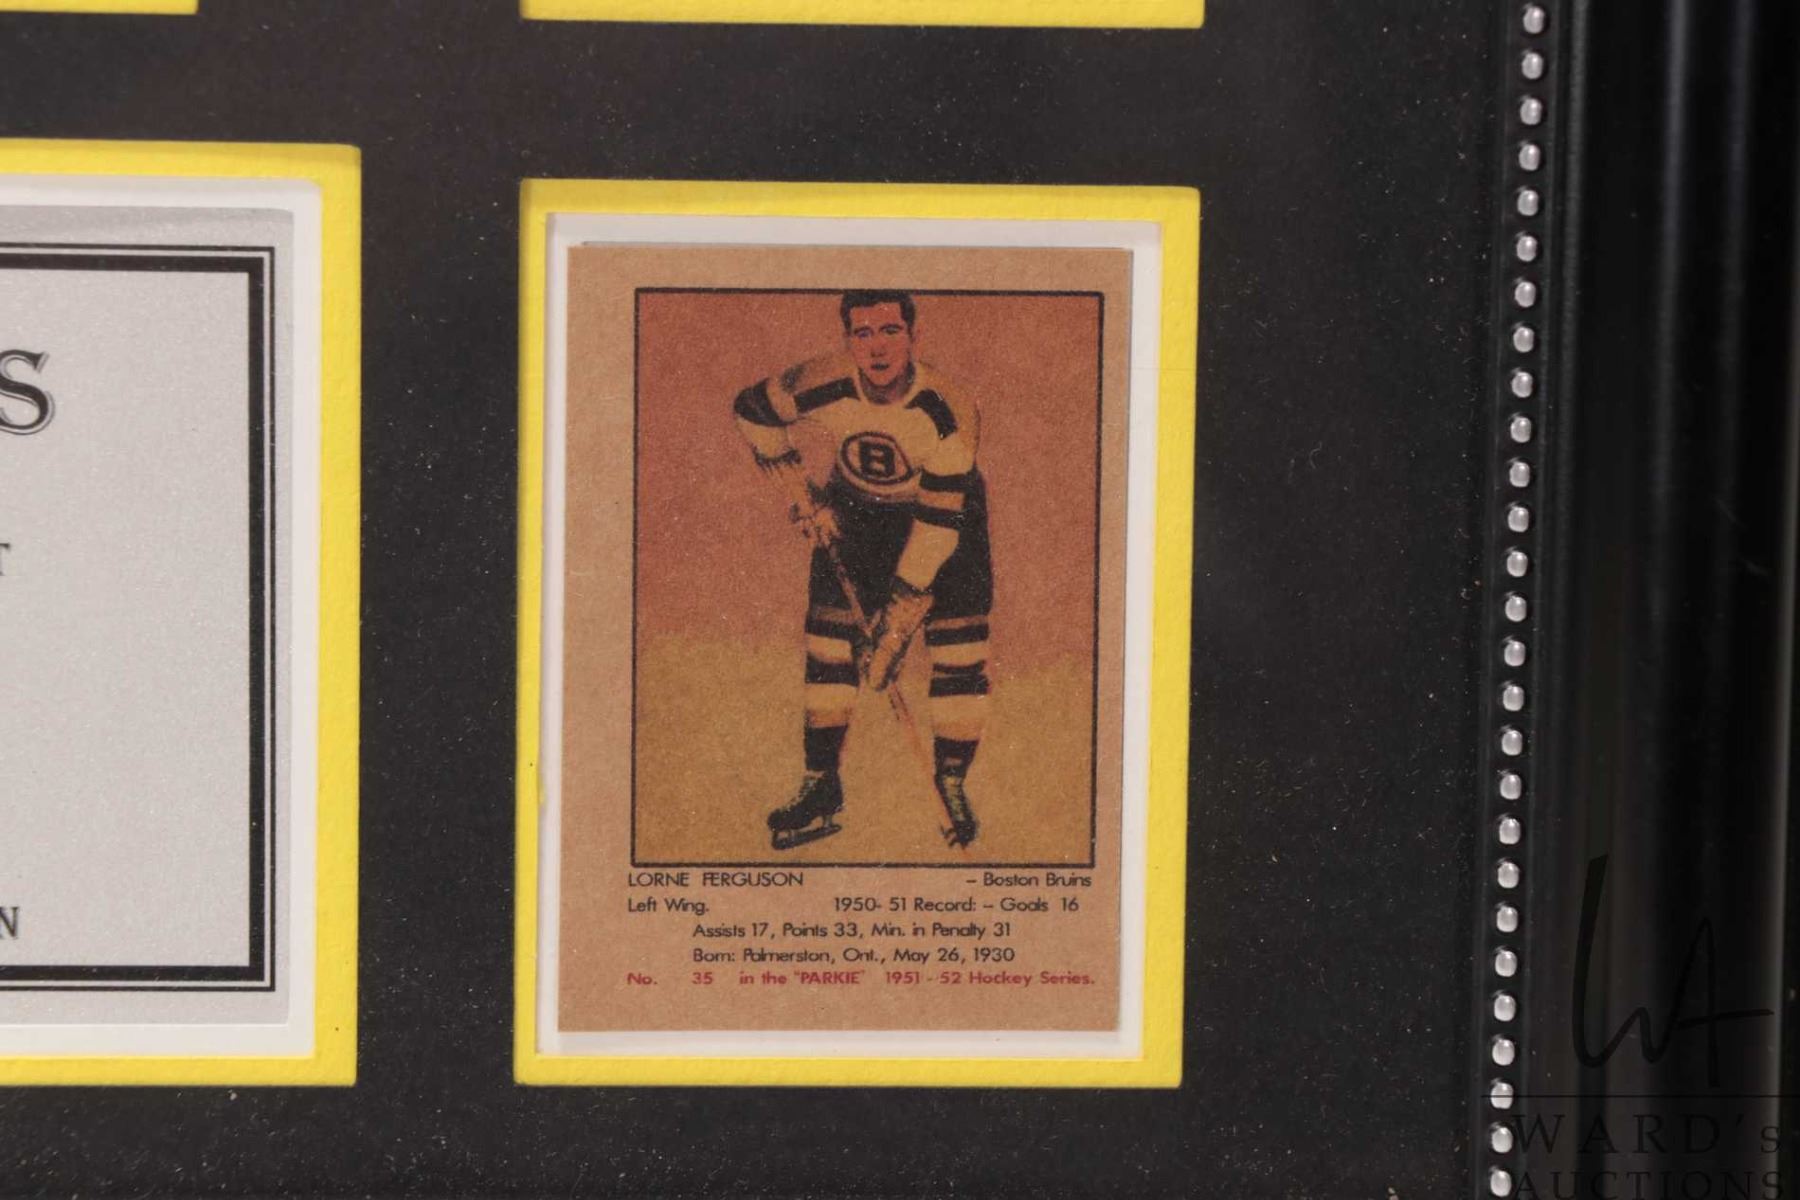 S
T
N
B
LORNE FERGUSON - Boston Bruins
Left Wing. 1950-51 Record: - Goals 16
Assists 17, Points 33, Min. in Penalty 31
Born: Palmerston, Ont., May 26, 1930
No. 35 in the "PARKIE" 1951-52 Hockey Series.
WA
WARD'S
AUCTIONS